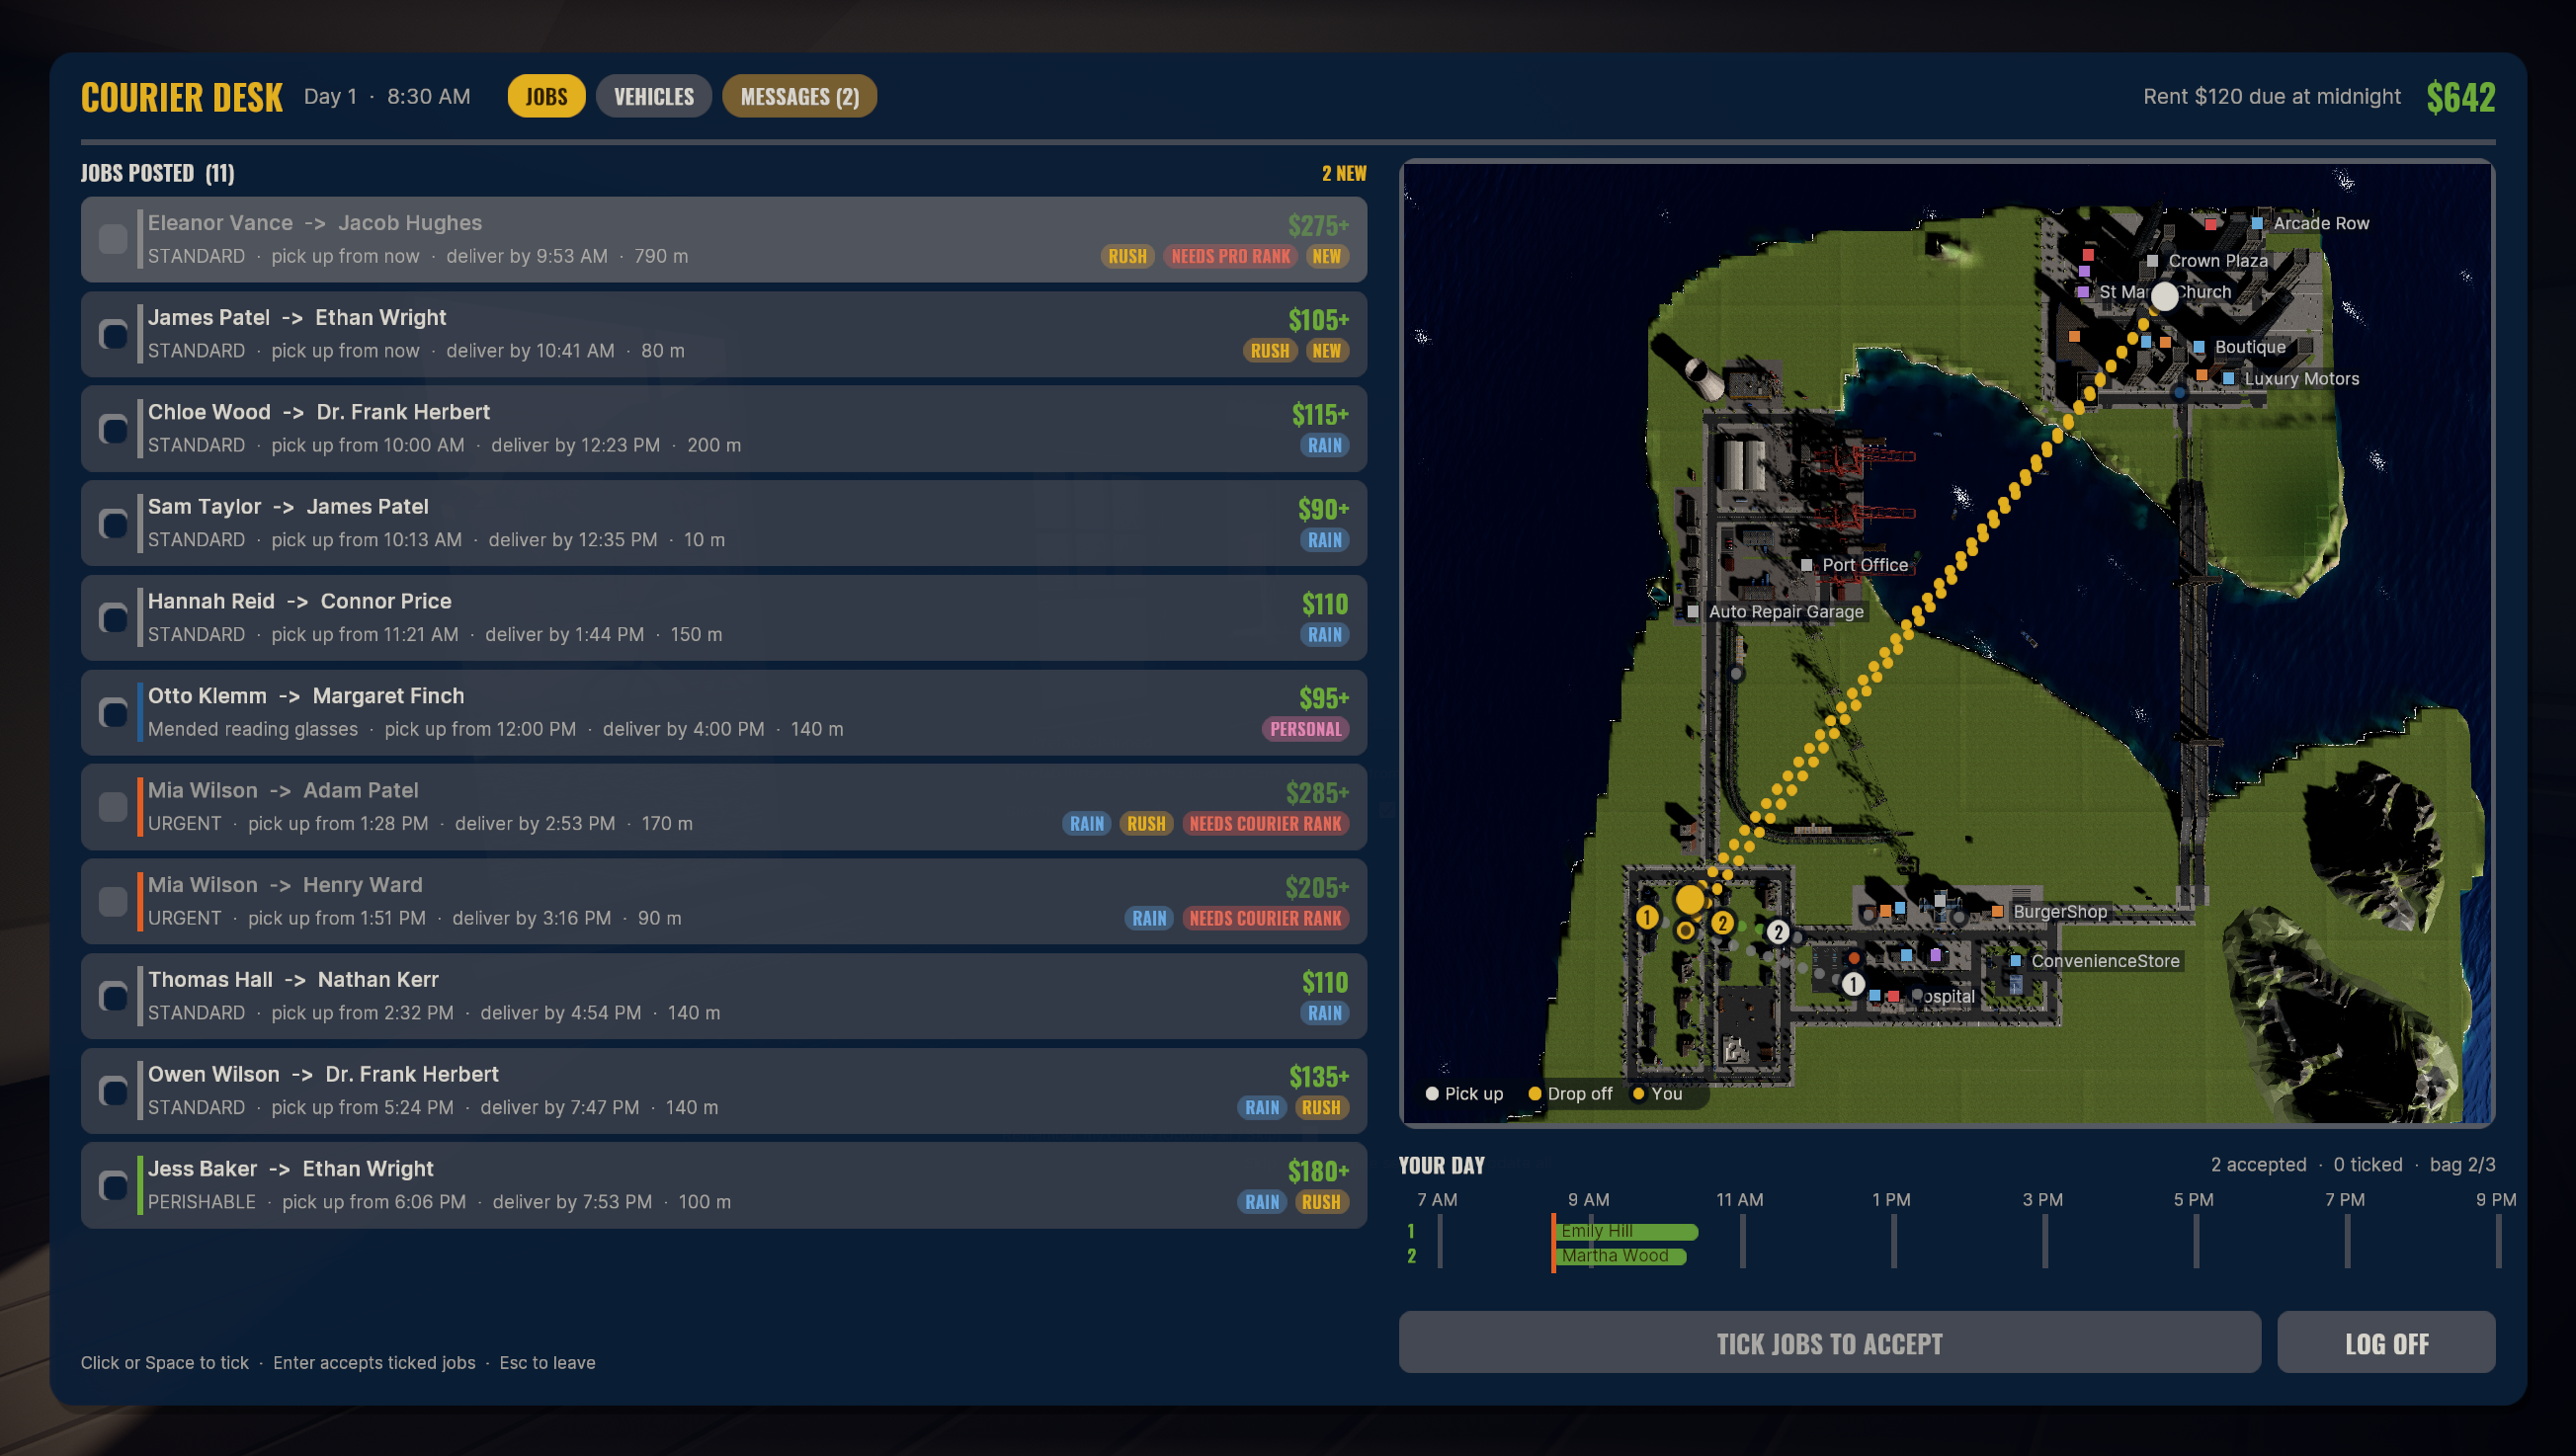 COURIER DESK Day 1 · 8:30 AM JOBS VEHICLES MESSAGES (2) Rent $120 due at midnight $642
JOBS POSTED (11) 2 NEW
Eleanor Vance -> Jacob Hughes $275+
STANDARD · pick up from now · deliver by 9:53 AM · 790 m RUSH NEEDS PRO RANK NEW
James Patel -> Ethan Wright $105+
STANDARD · pick up from now · deliver by 10:41 AM · 80 m RUSH NEW
Chloe Wood -> Dr. Frank Herbert $115+
STANDARD · pick up from 10:00 AM · deliver by 12:23 PM · 200 m RAIN
Sam Taylor -> James Patel $90+
STANDARD · pick up from 10:13 AM · deliver by 12:35 PM · 10 m RAIN
Hannah Reid -> Connor Price $110
STANDARD · pick up from 11:21 AM · deliver by 1:44 PM · 150 m RAIN
Otto Klemm -> Margaret Finch $95+
Mended reading glasses · pick up from 12:00 PM · deliver by 4:00 PM · 140 m PERSONAL
Mia Wilson -> Adam Patel $285+
URGENT · pick up from 1:28 PM · deliver by 2:53 PM · 170 m RAIN RUSH NEEDS COURIER RANK
Mia Wilson -> Henry Ward $205+
URGENT · pick up from 1:51 PM · deliver by 3:16 PM · 90 m RAIN NEEDS COURIER RANK
Thomas Hall -> Nathan Kerr $110
STANDARD · pick up from 2:32 PM · deliver by 4:54 PM · 140 m RAIN
Owen Wilson -> Dr. Frank Herbert $135+
STANDARD · pick up from 5:24 PM · deliver by 7:47 PM · 140 m RAIN RUSH
Jess Baker -> Ethan Wright $180+
PERISHABLE · pick up from 6:06 PM · deliver by 7:53 PM · 100 m RAIN RUSH
Click or Space to tick · Enter accepts ticked jobs · Esc to leave
Arcade Row
Crown Plaza
St Church
Boutique
Luxury Motors
Port Office
Auto Repair Garage
1 2 2 BurgerShop
ConvenienceStore
1
Pick up Drop off You
YOUR DAY 2 accepted · 0 ticked · bag 2/3
7 AM 9 AM 11 AM 1 PM 3 PM 5 PM 7 PM 9 PM
1 Emily Hill
2 Martha Wood
TICK JOBS TO ACCEPT LOG OFF